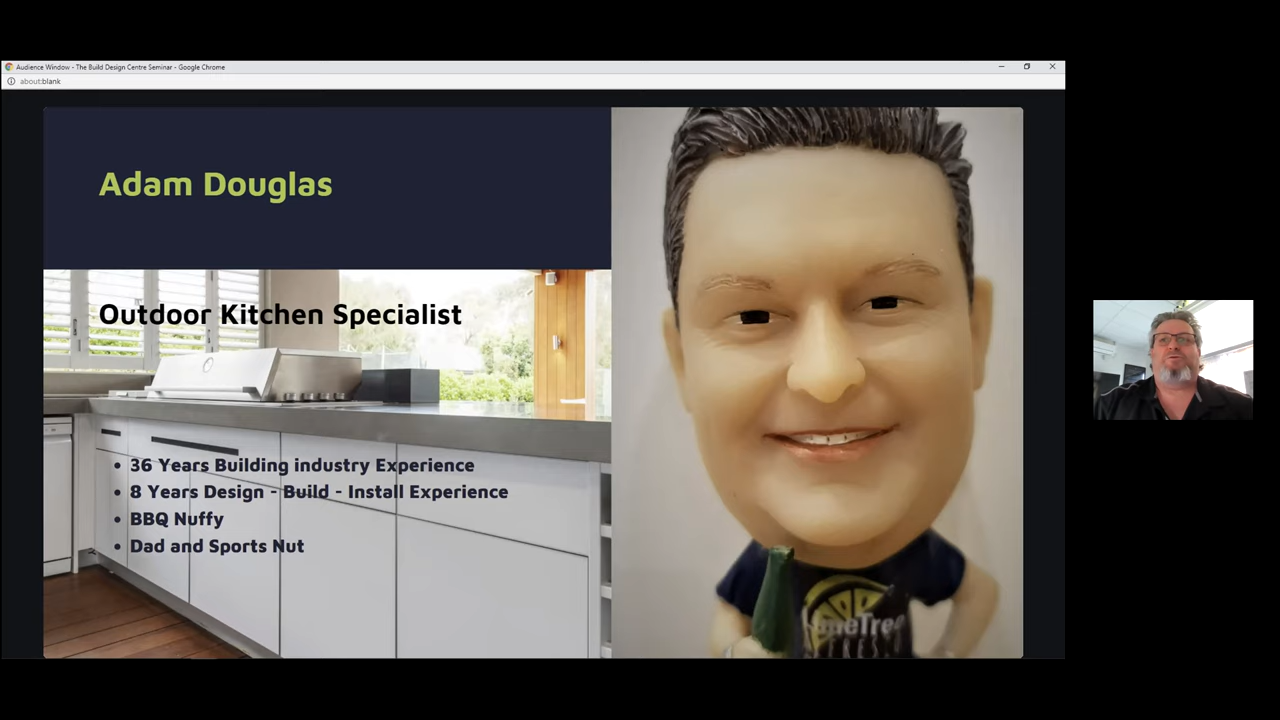 Audience Window - The Build Design Centre Seminar - Google Chrome
about:blank
Adam Douglas
Outdoor Kitchen Specialist
• 36 Years Building industry Experience
• 8 Years Design - Build - Install Experience
• BBQ Nuffy
• Dad and Sports Nut